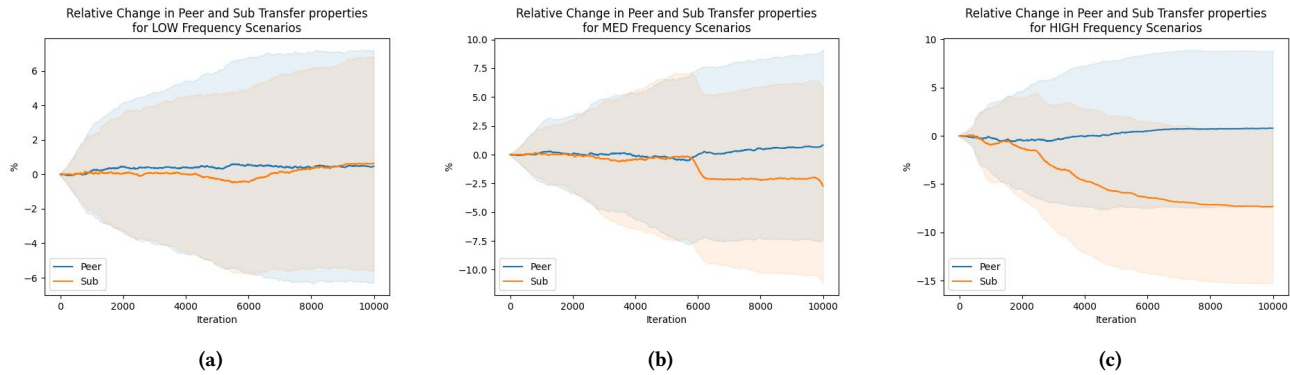 Relative Change in Peer and Sub Transfer properties
for LOW Frequency Scenarios
6
4
2
0
−2
−4
−6
%
Peer
Sub
0
2000
4000
6000
8000
10000
Iteration
(a)
Relative Change in Peer and Sub Transfer properties
for MED Frequency Scenarios
10.0
7.5
5.0
2.5
0.0
−2.5
−5.0
−7.5
−10.0
%
Peer
Sub
0
2000
4000
6000
8000
10000
Iteration
(b)
Relative Change in Peer and Sub Transfer properties
for HIGH Frequency Scenarios
10
5
0
−5
−10
−15
%
Peer
Sub
0
2000
4000
6000
8000
10000
Iteration
(c)